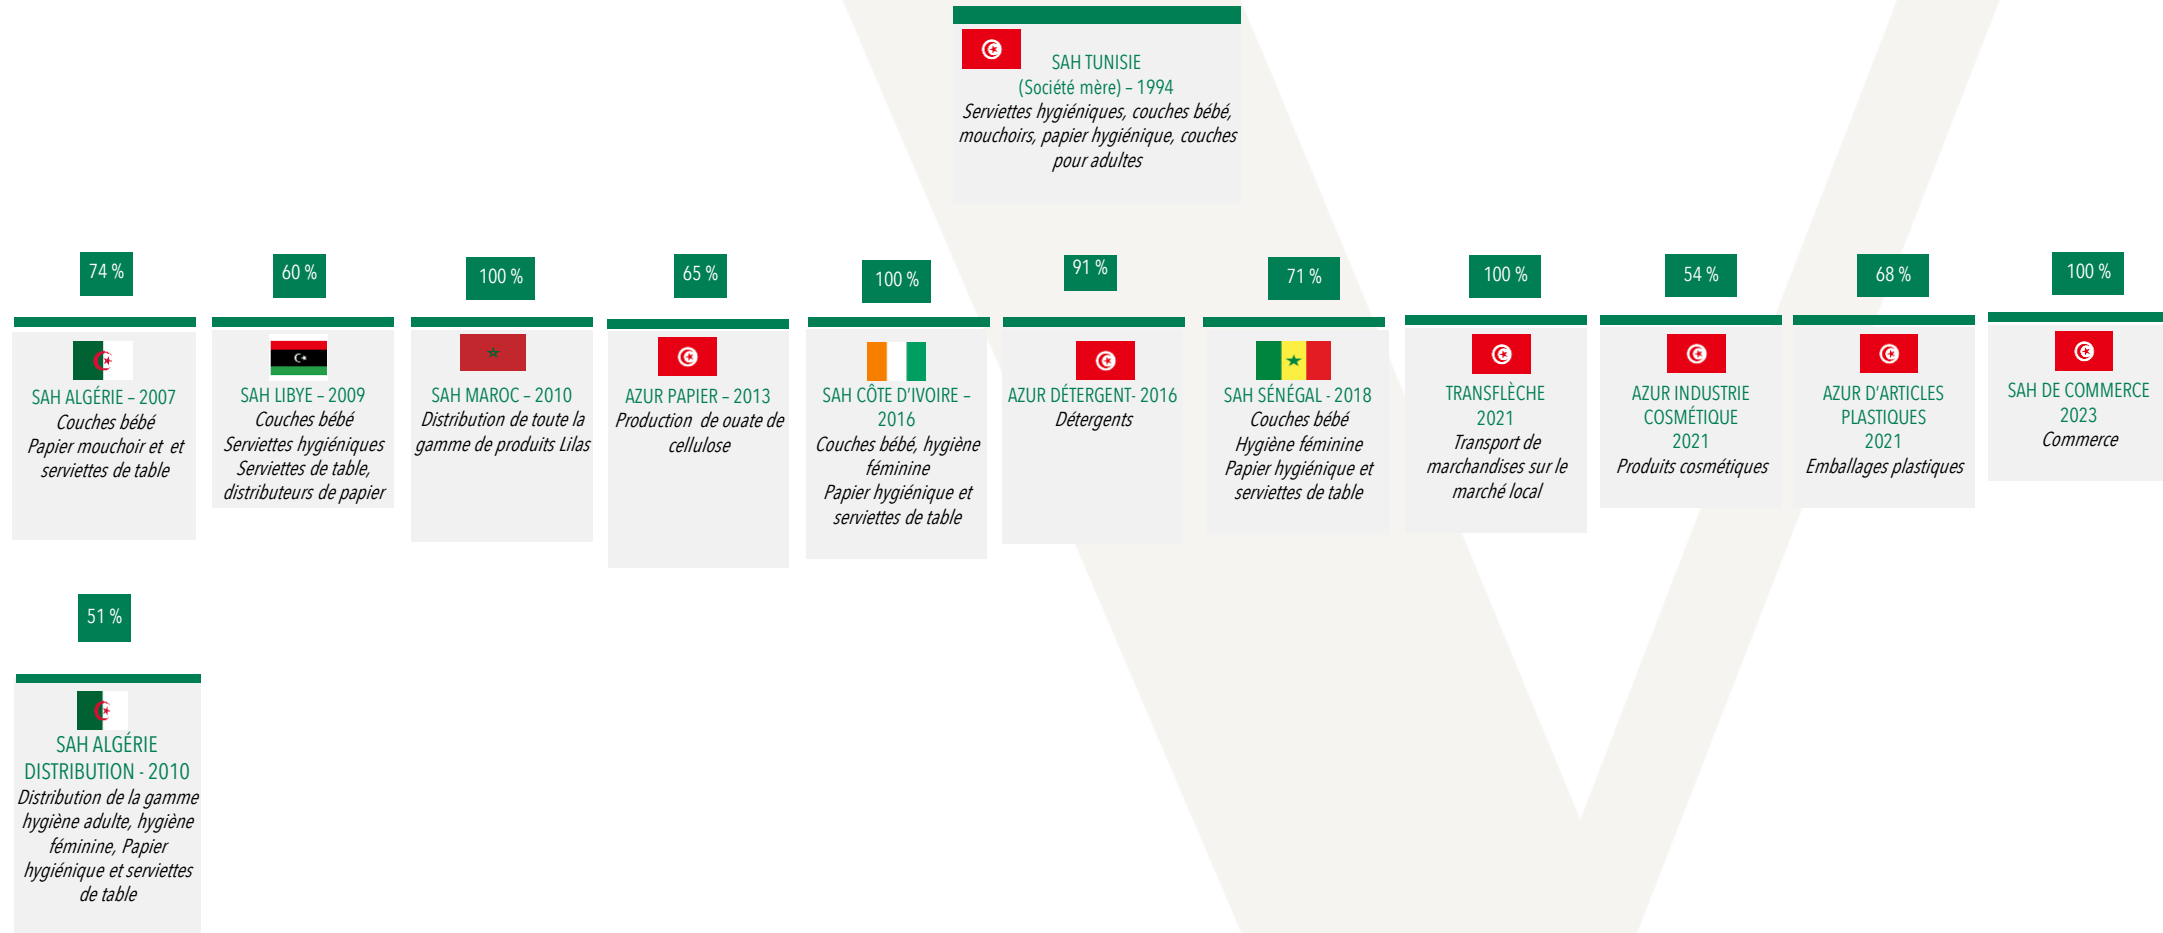 SAH TUNISIE
(Société mère) – 1994
Serviettes hygiéniques, couches bébé,
mouchoirs, papier hygiénique, couches
pour adultes
74 %
SAH ALGÉRIE – 2007
Couches bébé
Papier mouchoir et et
serviettes de table
60 %
SAH LIBYE – 2009
Couches bébé
Serviettes hygiéniques
Serviettes de table,
distributeurs de papier
100 %
SAH MAROC – 2010
Distribution de toute la
gamme de produits Lilas
65 %
AZUR PAPIER – 2013
Production de ouate de
cellulose
100 %
SAH CÔTE D’IVOIRE –
2016
Couches bébé, hygiène
féminine
Papier hygiénique et
serviettes de table
91 %
AZUR DÉTERGENT- 2016
Détergents
71 %
SAH SÉNÉGAL - 2018
Couches bébé
Hygiène féminine
Papier hygiénique et
serviettes de table
100 %
TRANSFLÈCHE
2021
Transport de
marchandises sur le
marché local
54 %
AZUR INDUSTRIE
COSMÉTIQUE
2021
Produits cosmétiques
68 %
AZUR D’ARTICLES
PLASTIQUES
2021
Emballages plastiques
100 %
SAH DE COMMERCE
2023
Commerce
51 %
SAH ALGÉRIE
DISTRIBUTION - 2010
Distribution de la gamme
hygiène adulte, hygiène
féminine, Papier
hygiénique et serviettes
de table